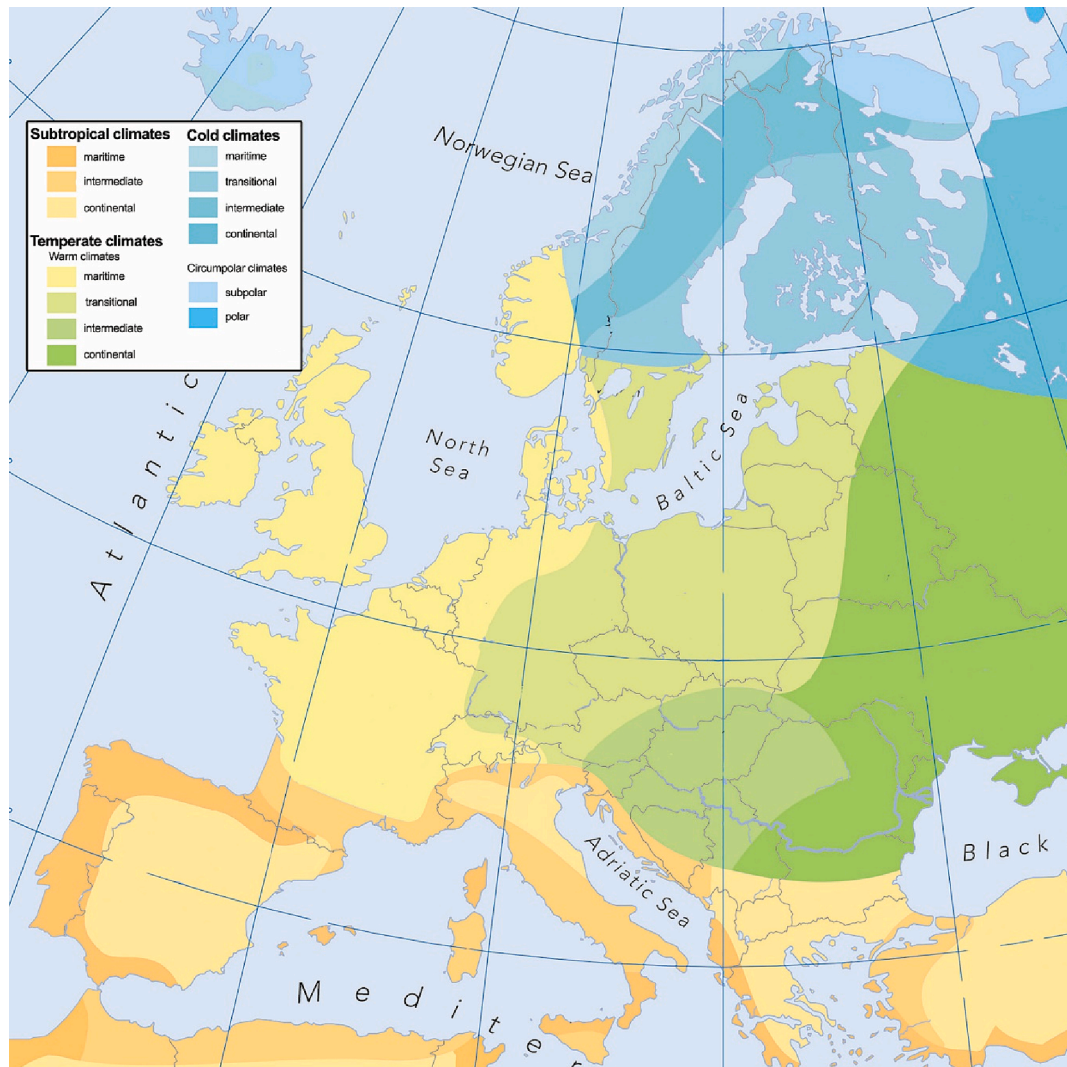 Subtropical climates
maritime
intermediate
continental
Temperate climates
Warm climates
maritime
transitional
intermediate
continental
Cold climates
maritime
transitional
intermediate
continental
Circumpolar climates
subpolar
polar
Norwegian Sea
North
Sea
Baltic Sea
Atlantic
Adriatic Sea
Black
Mediter